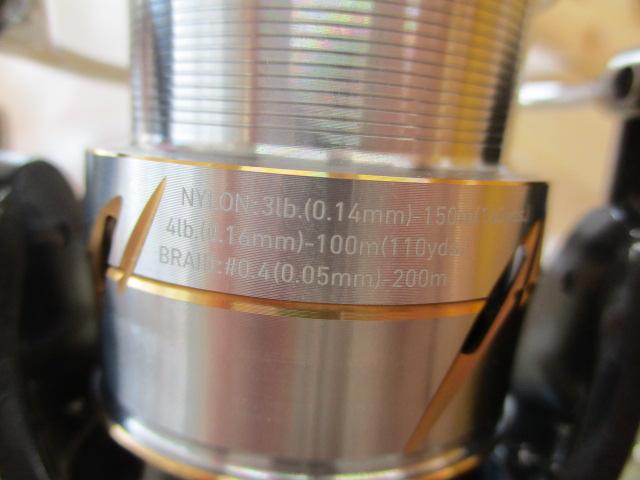 NYLON:3lb.(0.14mm)-150m
4lb.(0.16mm)-100m(110yds.
BRAID:#0.4(0.05mm)-200m